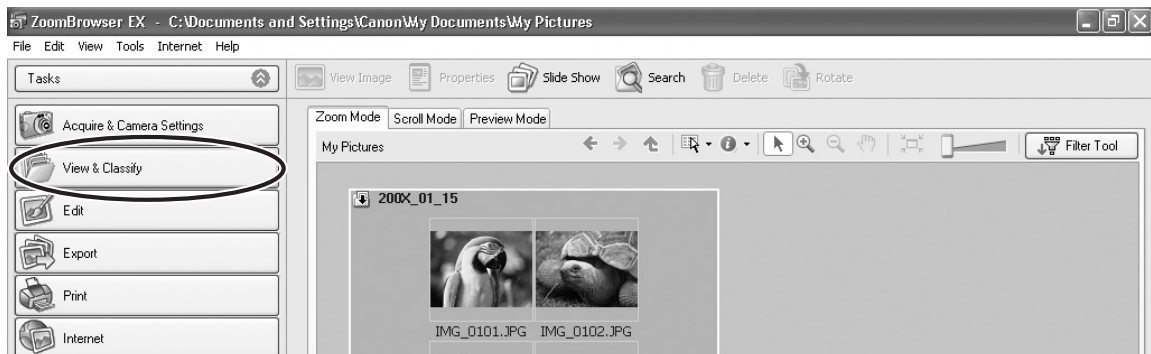 ZoomBrowser EX - C:\Documents and Settings\Canon\My Documents\My Pictures
File Edit View Tools Internet Help
Tasks
View Image Properties Slide Show Search Delete Rotate
Acquire & Camera Settings
View & Classify
Edit
Export
Print
Internet
Zoom Mode Scroll Mode Preview Mode
My Pictures
Filter Tool
200X_01_15
IMG_0101.JPG IMG_0102.JPG